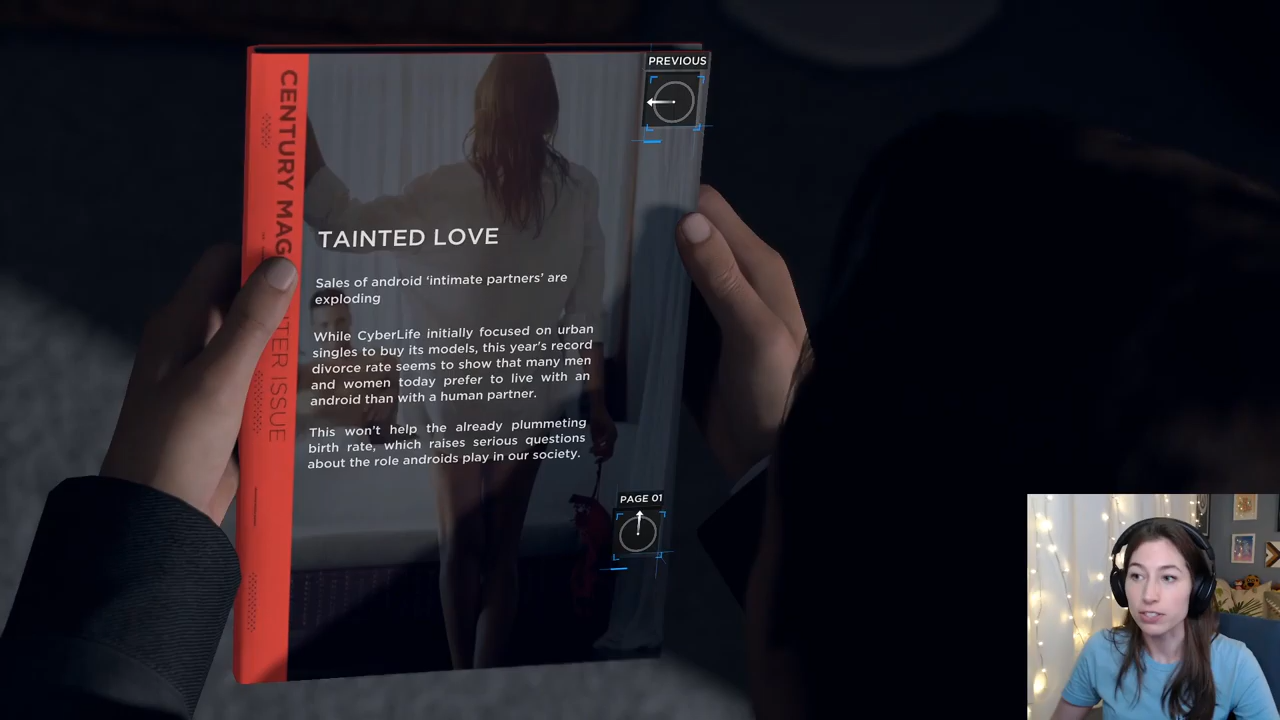 CENTURY MAG
TER ISSUE
PREVIOUS
TAINTED LOVE
Sales of android ‘intimate partners’ are
exploding
While CyberLife initially focused on urban
singles to buy its models, this year’s record
divorce rate seems to show that many men
and women today prefer to live with an
android than with a human partner.
This won’t help the already plummeting
birth rate, which raises serious questions
about the role androids play in our society.
PAGE 01